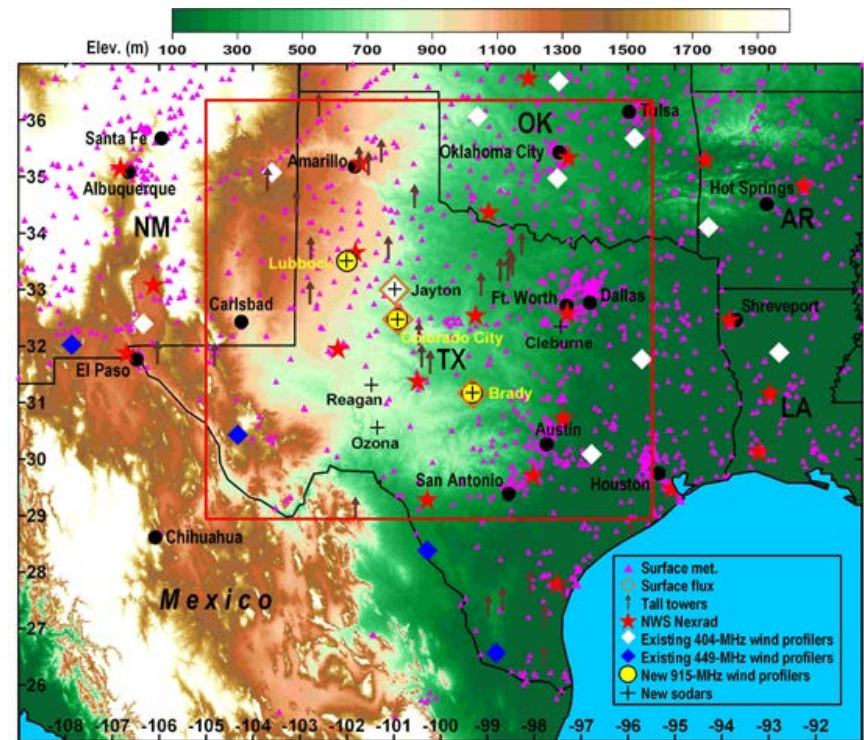 Elev. (m) 100 300 500 700 900 1100 1300 1500 1700 1900
36
35
34
33
32
31
30
29
28
27
26
Tulsa
OK
Santa Fe
Oklahoma City
Amarillo
Albuquerque
Hot Springs
NM
AR
Lubbock
Jayton
Carlsbad
Ft. Worth
Dallas
Shreveport
Colorado City
Cleburne
TX
El Paso
Reagan
Brady
LA
Ozona
Austin
San Antonio
Houston
Chihuahua
Mexico
Surface met.
Surface flux
Tall towers
NWS Nexrad
Existing 404-MHz wind profilers
Existing 449-MHz wind profilers
New 915-MHz wind profilers
New sodars
-108 -107 -106 -105 -104 -103 -102 -101 -100 -99 -98 -97 -96 -95 -94 -93 -92